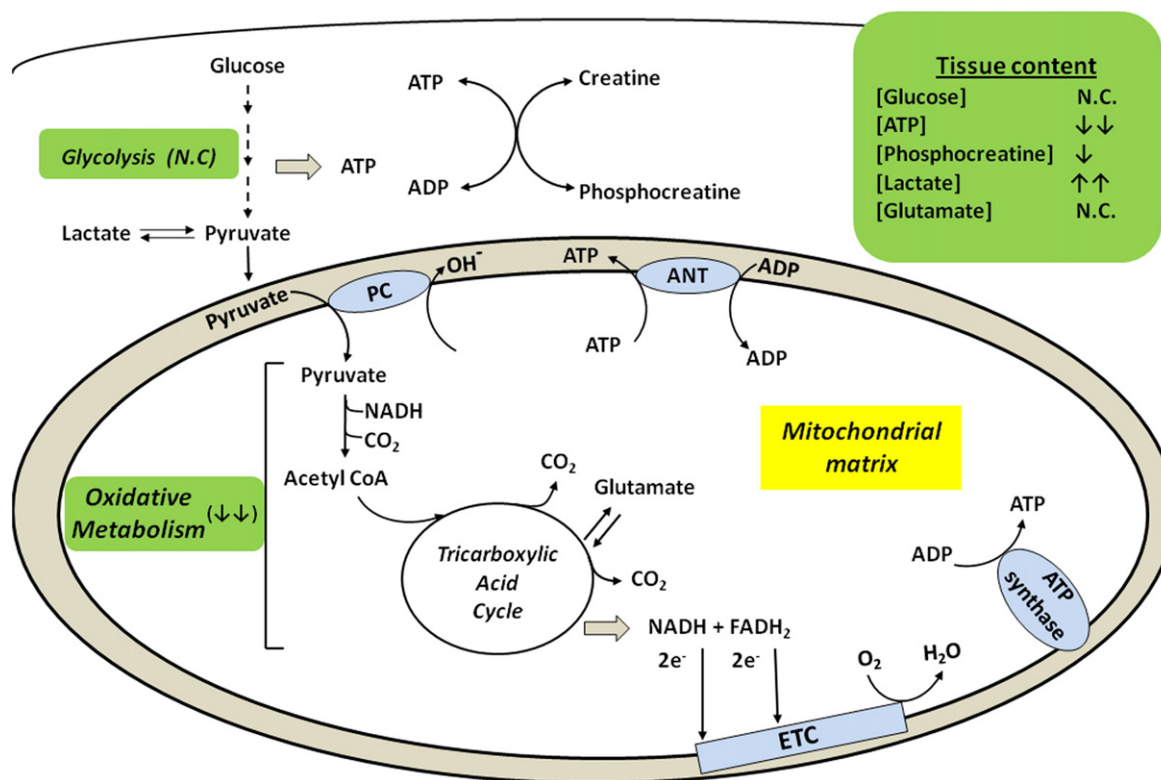 Glucose
Glycolysis (N.C)
ATP
Lactate
Pyruvate
ATP
Creatine
ADP
Phosphocreatine
Tissue content
[Glucose] N.C.
[ATP] ↓↓
[Phosphocreatine] ↓
[Lactate] ↑↑
[Glutamate] N.C.
Pyruvate
PC
OH⁻
ATP
ANT
ADP
ATP
ADP
Pyruvate
NADH
CO₂
Acetyl CoA
Oxidative
Metabolism (↓↓)
CO₂
Glutamate
Tricarboxylic
Acid
Cycle
CO₂
NADH + FADH₂
2e⁻ 2e⁻
Mitochondrial
matrix
ADP
ATP
ATP
synthase
O₂
H₂O
ETC